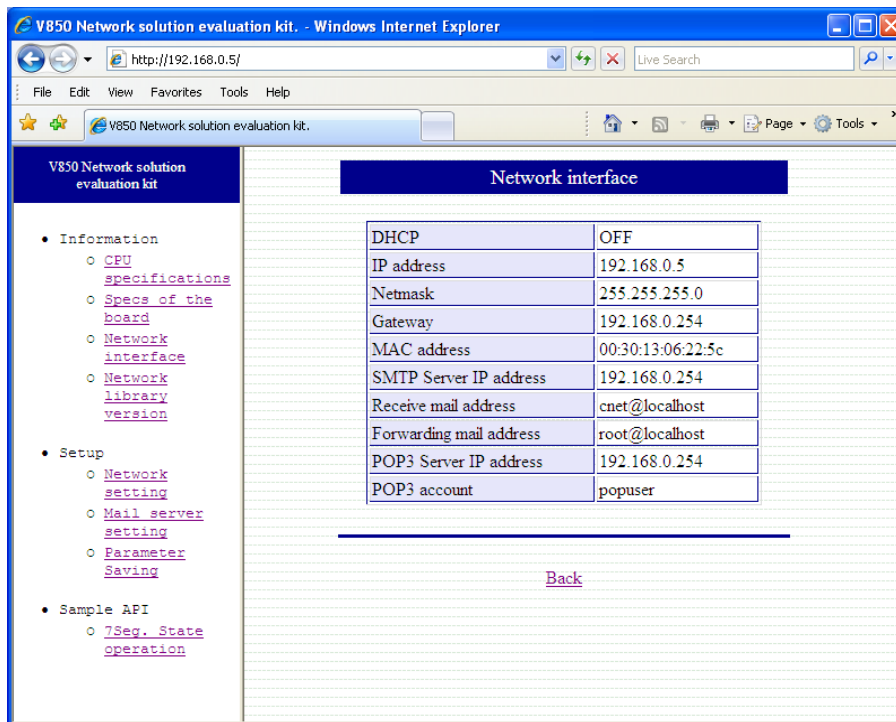 V850 Network solution evaluation kit. - Windows Internet Explorer
http://192.168.0.5/
Live Search
File Edit View Favorites Tools Help
V850 Network solution evaluation kit.
Page Tools
V850 Network solution
evaluation kit
Information
CPU
specifications
Specs of the
board
Network
interface
Network
library
version
Setup
Network
setting
Mail server
setting
Parameter
Saving
Sample API
7Seg. State
operation
Network interface
DHCP OFF
IP address 192.168.0.5
Netmask 255.255.255.0
Gateway 192.168.0.254
MAC address 00:30:13:06:22:5c
SMTP Server IP address 192.168.0.254
Receive mail address cnet@localhost
Forwarding mail address root@localhost
POP3 Server IP address 192.168.0.254
POP3 account popuser
Back